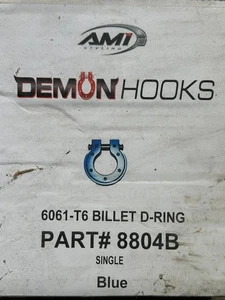 AMI
STYLING
DEMON HOOKS
6061-T6 BILLET D-RING
PART# 8804B
SINGLE
Blue